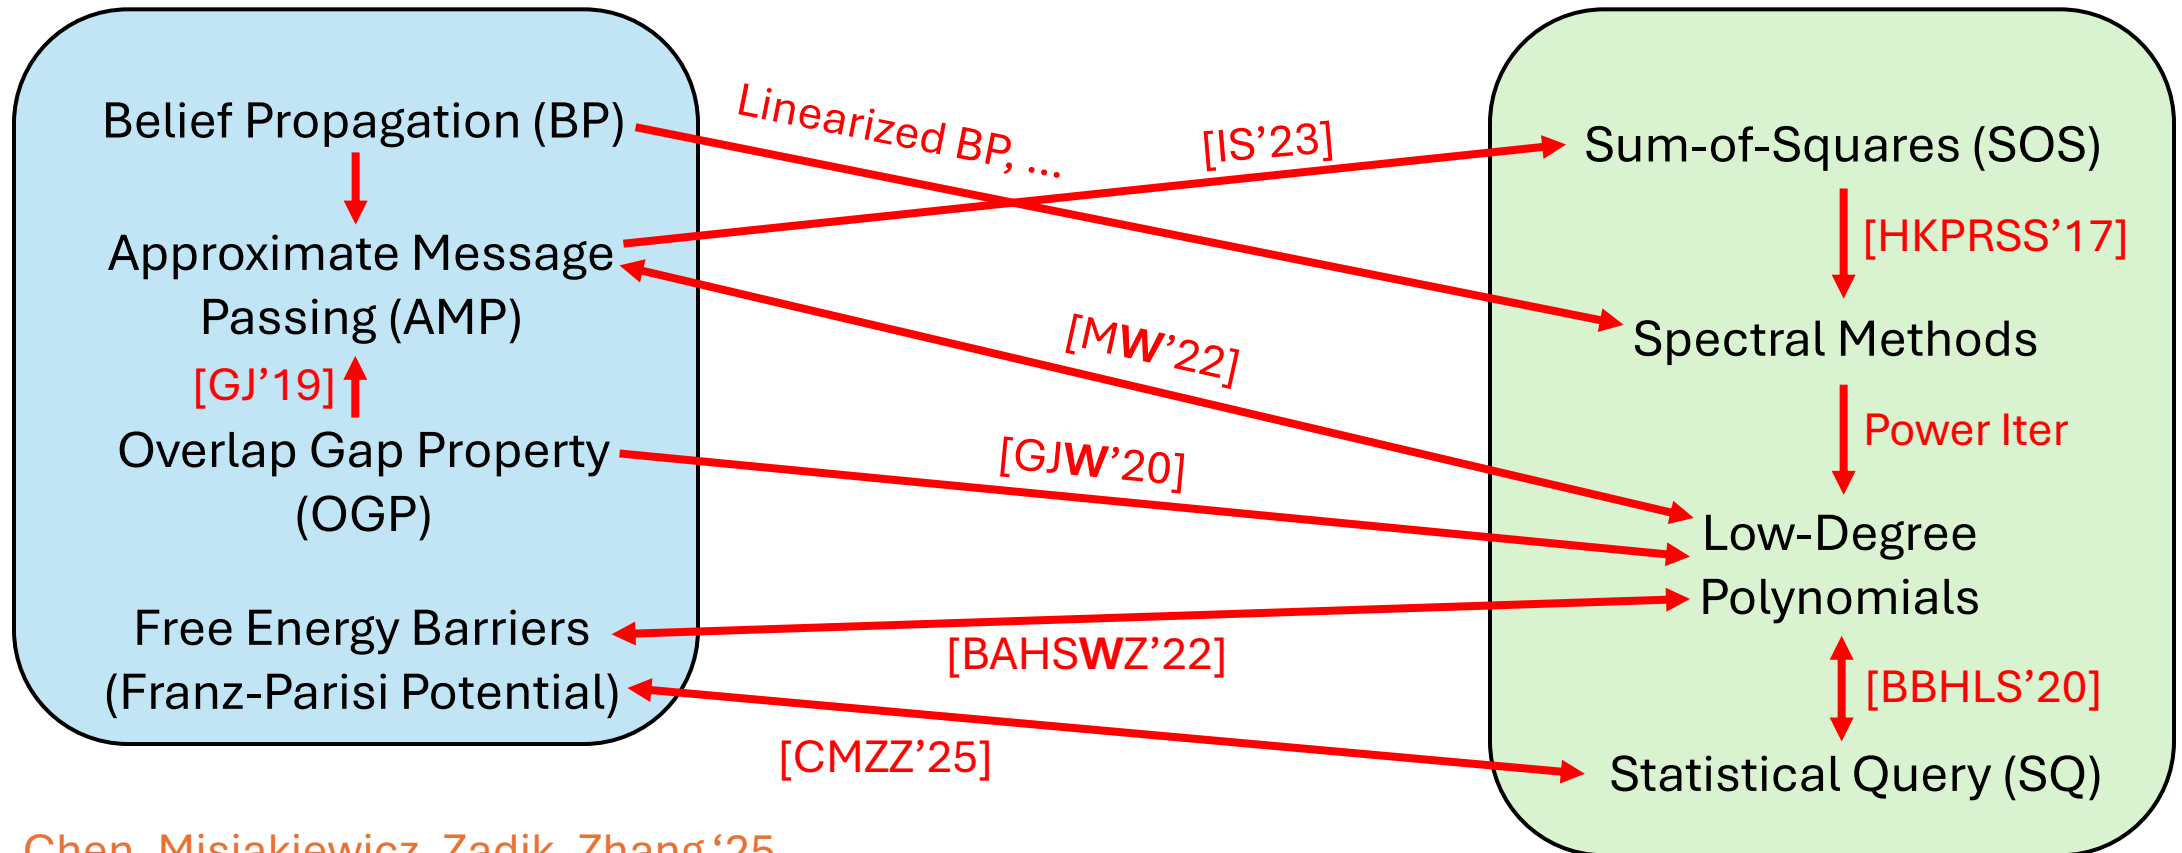 Belief Propagation (BP)
Approximate Message
Passing (AMP)
[GJ’19]
Overlap Gap Property
(OGP)
Free Energy Barriers
(Franz-Parisi Potential)
Linearized BP, ...
[IS’23]
[MW’22]
[GJW’20]
[BAHSWZ’22]
[CMZZ’25]
Sum-of-Squares (SOS)
[HKPRSS’17]
Spectral Methods
Power Iter
Low-Degree
Polynomials
[BBHLS’20]
Statistical Query (SQ)
Chen, Misiakiewicz, Zadik, Zhang ‘25